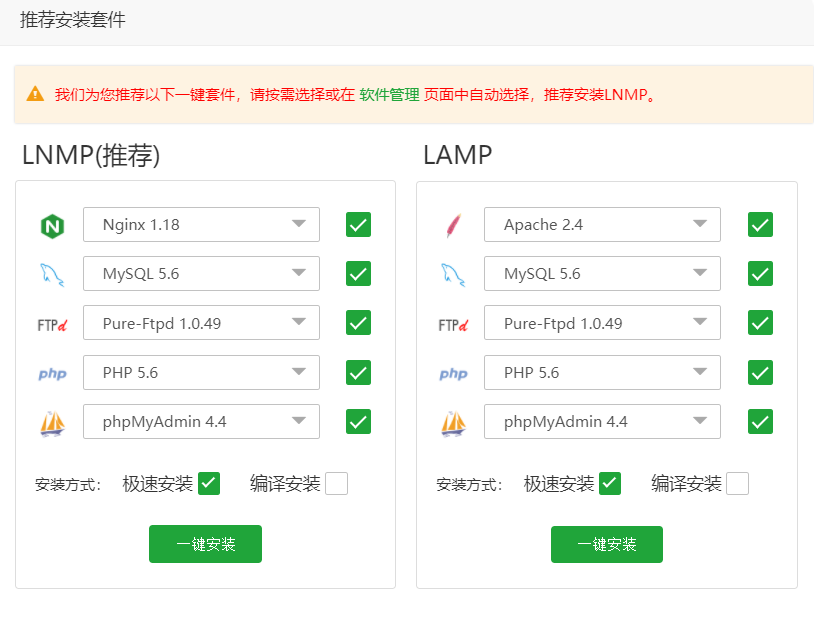 推荐安装套件
我们为您推荐以下一键套件，请按需选择或在 软件管理 页面中自动选择，推荐安装LNMP。
LNMP(推荐)
Nginx 1.18
MySQL 5.6
FTPd Pure-Ftpd 1.0.49
php PHP 5.6
phpMyAdmin 4.4
安装方式： 极速安装 编译安装
一键安装
LAMP
Apache 2.4
MySQL 5.6
FTPd Pure-Ftpd 1.0.49
php PHP 5.6
phpMyAdmin 4.4
安装方式： 极速安装 编译安装
一键安装